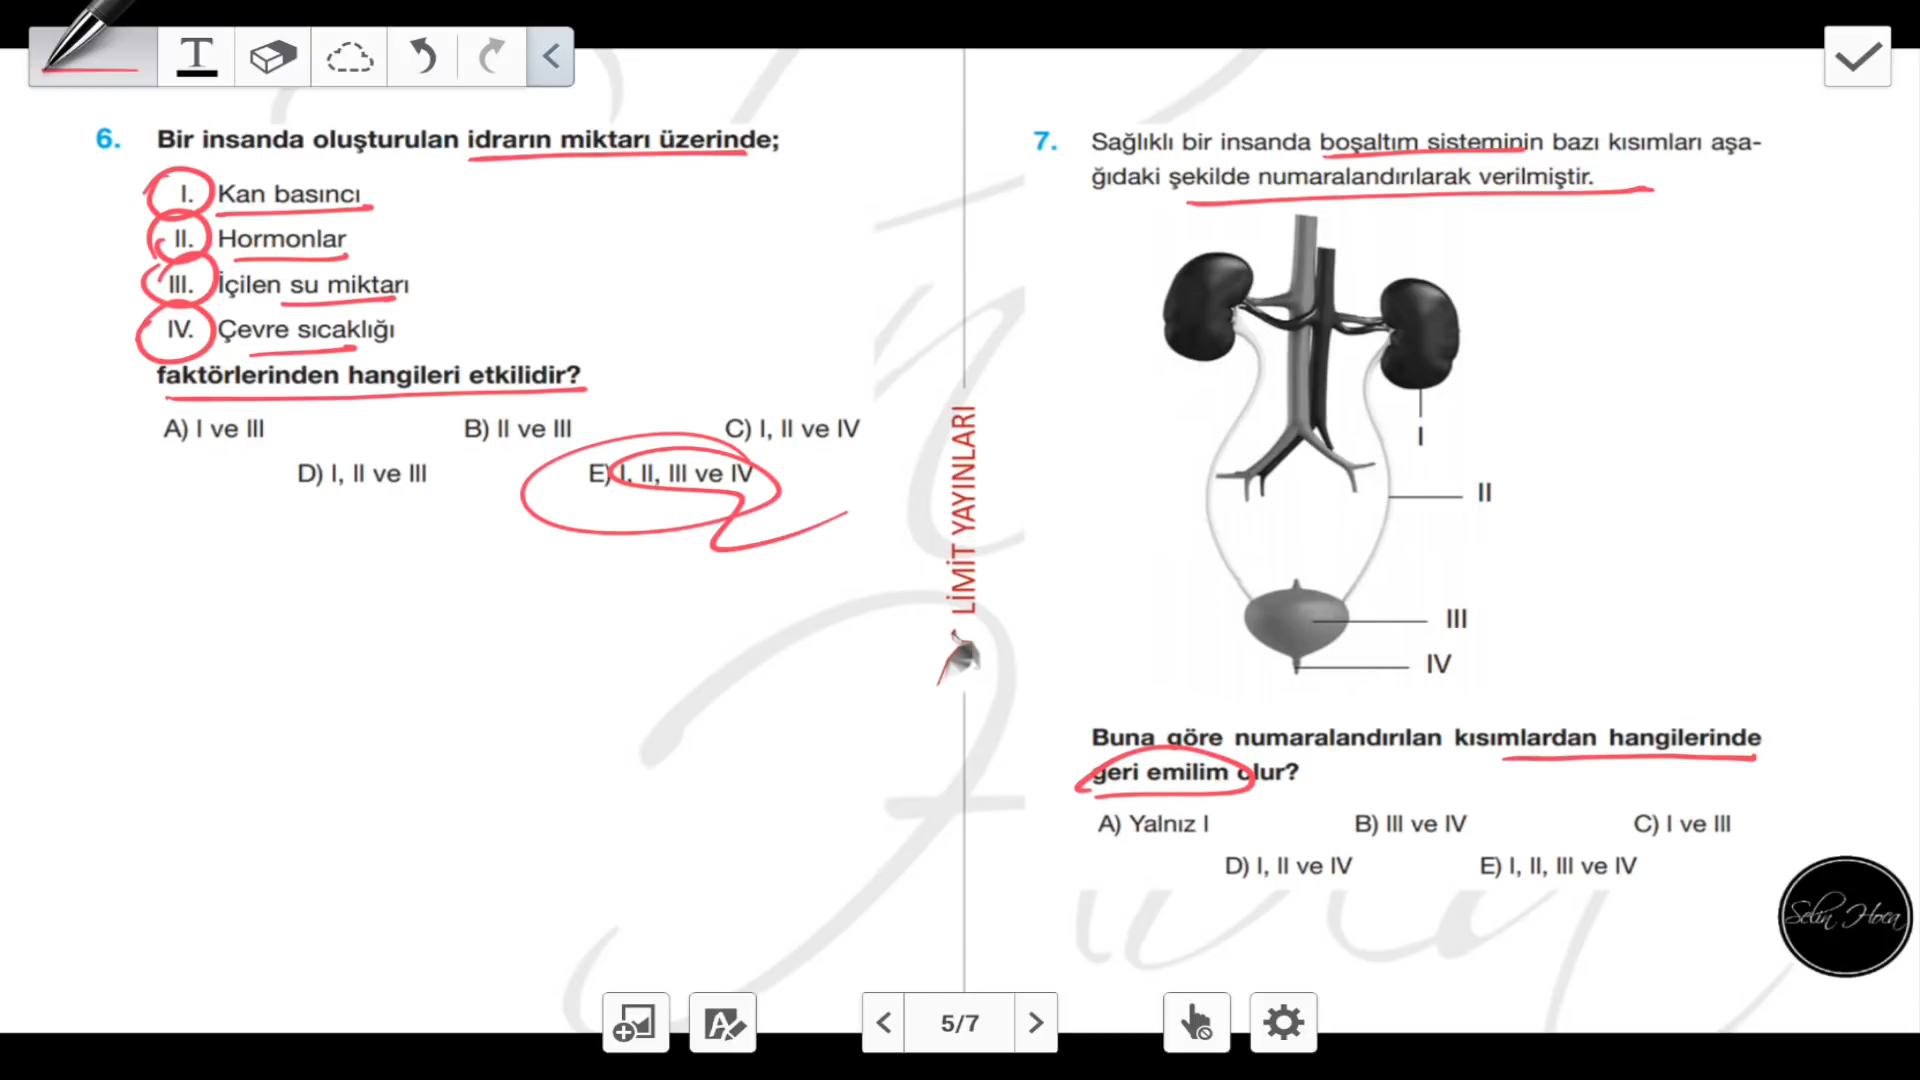 T
6. Bir insanda oluşturulan idrarın miktarı üzerinde;
I. Kan basıncı
II. Hormonlar
III. İçilen su miktarı
IV. Çevre sıcaklığı
faktörlerinden hangileri etkilidir?
A) I ve III B) II ve III C) I, II ve IV
D) I, II ve III E) I, II, III ve IV
LİMİT YAYINLARI
7. Sağlıklı bir insanda boşaltım sisteminin bazı kısımları aşa-
ğıdaki şekilde numaralandırılarak verilmiştir.
I
II
III
IV
Buna göre numaralandırılan kısımlardan hangilerinde
geri emilim olur?
A) Yalnız I B) III ve IV C) I ve III
D) I, II ve IV E) I, II, III ve IV
Selin Hoca
A
5/7